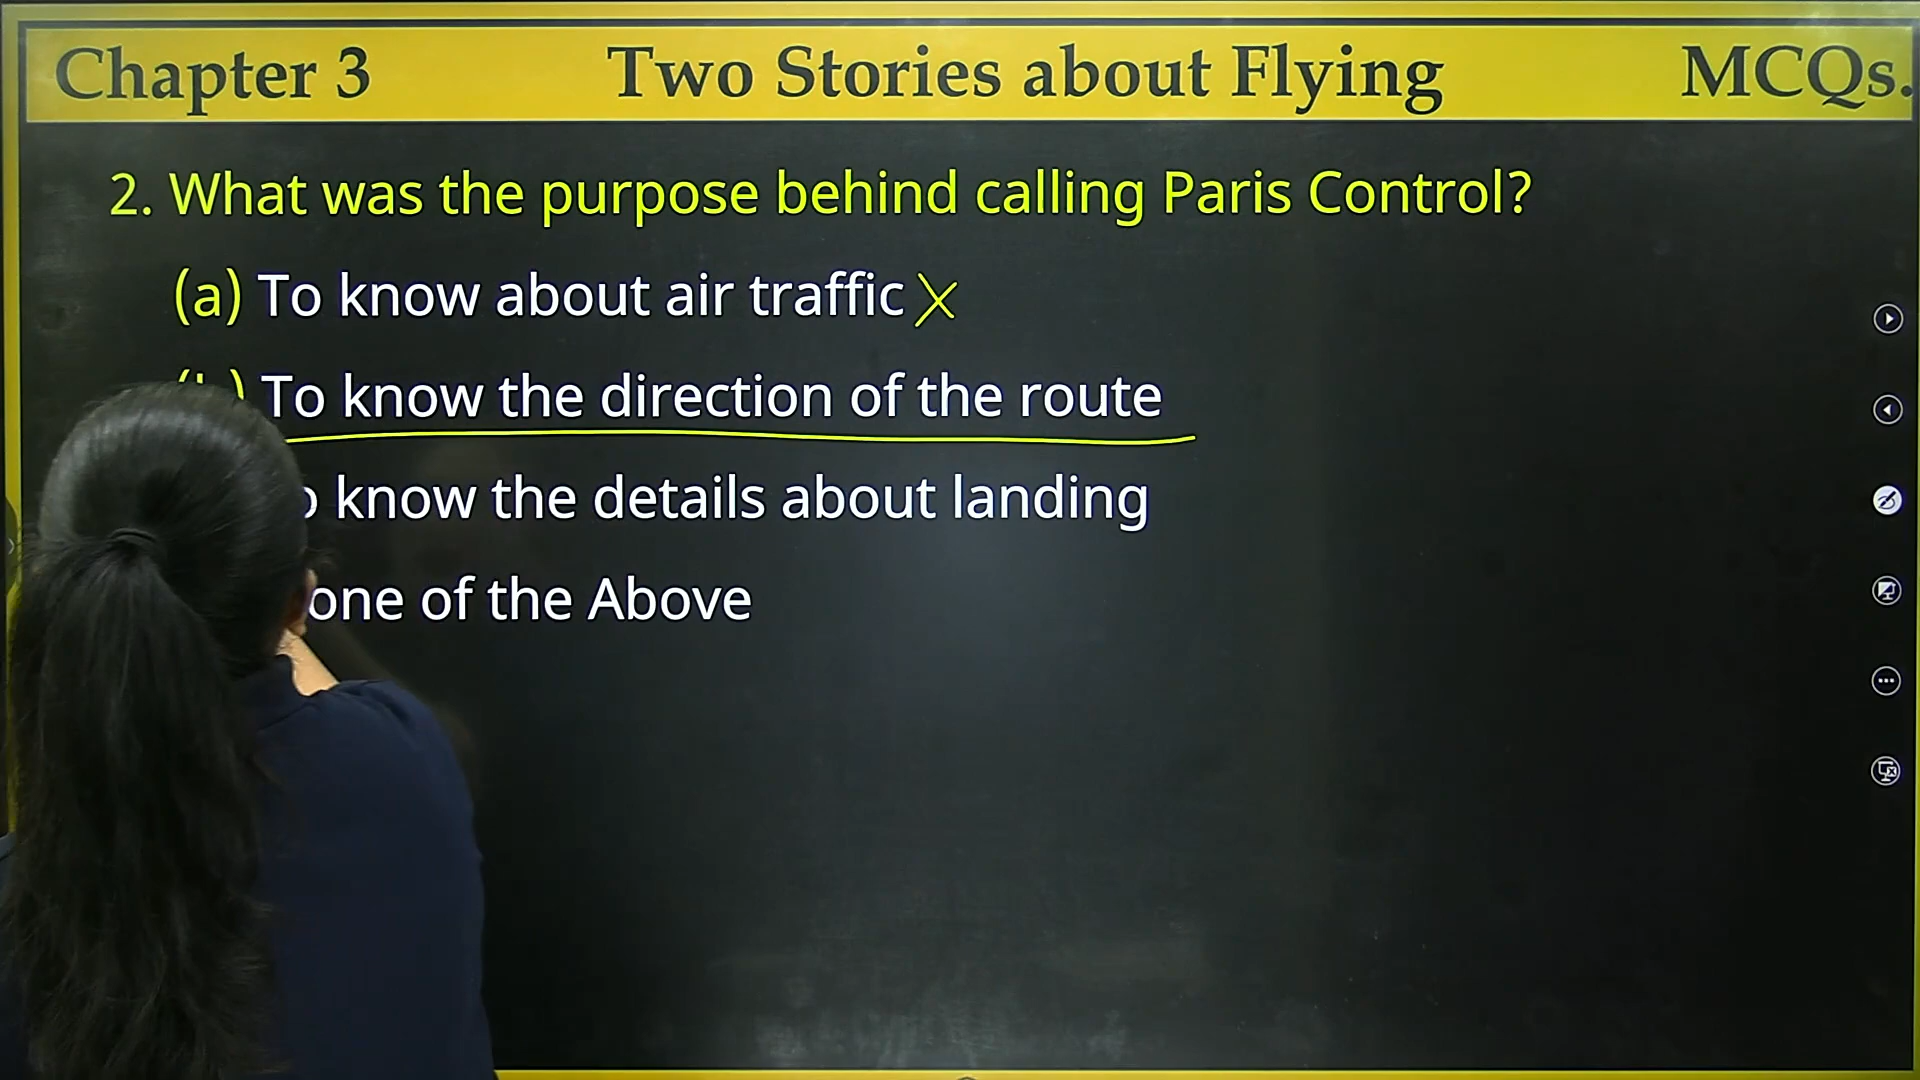 Chapter 3 Two Stories about Flying MCQs.
2. What was the purpose behind calling Paris Control?
(a) To know about air traffic
To know the direction of the route
know the details about landing
of the Above